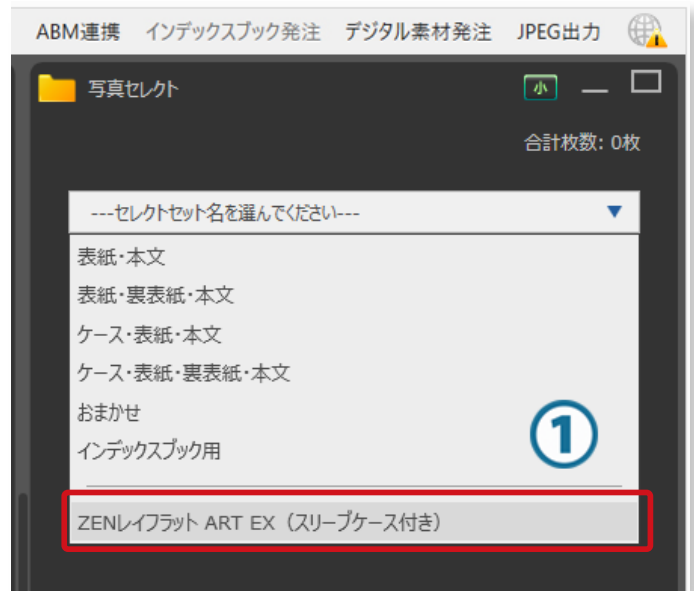 ABM連携 インデックスブック発注 デジタル素材発注 JPEG出力
写真セレクト 小
合計枚数: 0枚
---セレクトセット名を選んでください--- ▼
表紙・本文
表紙・裏表紙・本文
ケース・表紙・本文
ケース・表紙・裏表紙・本文
おまかせ
インデックスブック用
①
ZENレイフラット ART EX（スリーブケース付き）